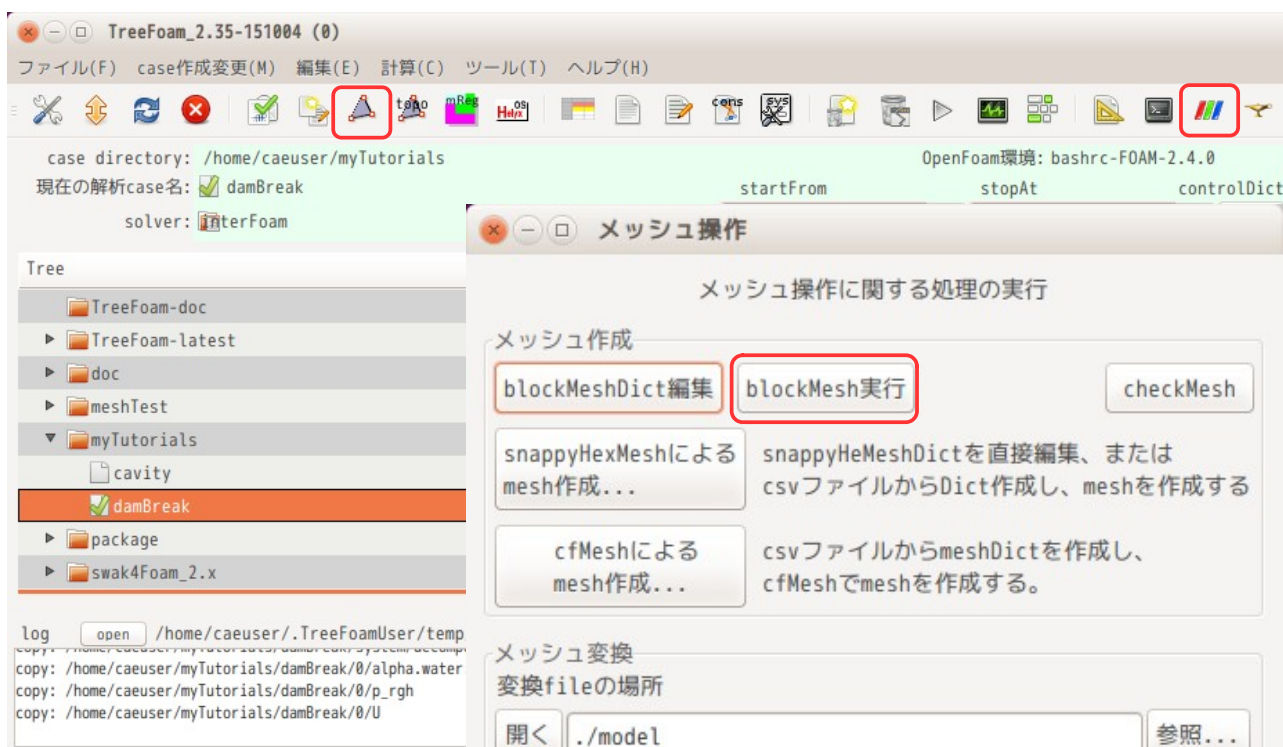 TreeFoam_2.35-151004 (0)
ファイル(F) case作成変更(M) 編集(E) 計算(C) ツール(T) ヘルプ(H)
topo mReg OS Helyx cons sys
case directory: /home/caeuser/myTutorials
OpenFoam環境: bashrc-FOAM-2.4.0
現在の解析case名: damBreak
startFrom stopAt controlDict
solver: interFoam
Tree
TreeFoam-doc
TreeFoam-latest
doc
meshTest
myTutorials
cavity
damBreak
package
swak4Foam_2.x
log open /home/caeuser/.TreeFoamUser/temp
copy: /home/caeuser/myTutorials/damBreak/system/decomp
copy: /home/caeuser/myTutorials/damBreak/0/alpha.water
copy: /home/caeuser/myTutorials/damBreak/0/p_rgh
copy: /home/caeuser/myTutorials/damBreak/0/U
メッシュ操作
メッシュ操作に関する処理の実行
メッシュ作成
blockMeshDict編集 blockMesh実行 checkMesh
snappyHexMeshによる
mesh作成...
snappyHeMeshDictを直接編集、または
csvファイルからDict作成し、meshを作成する
cfMeshによる
mesh作成...
csvファイルからmeshDictを作成し、
cfMeshでmeshを作成する。
メッシュ変換
変換fileの場所
開く ./model 参照...